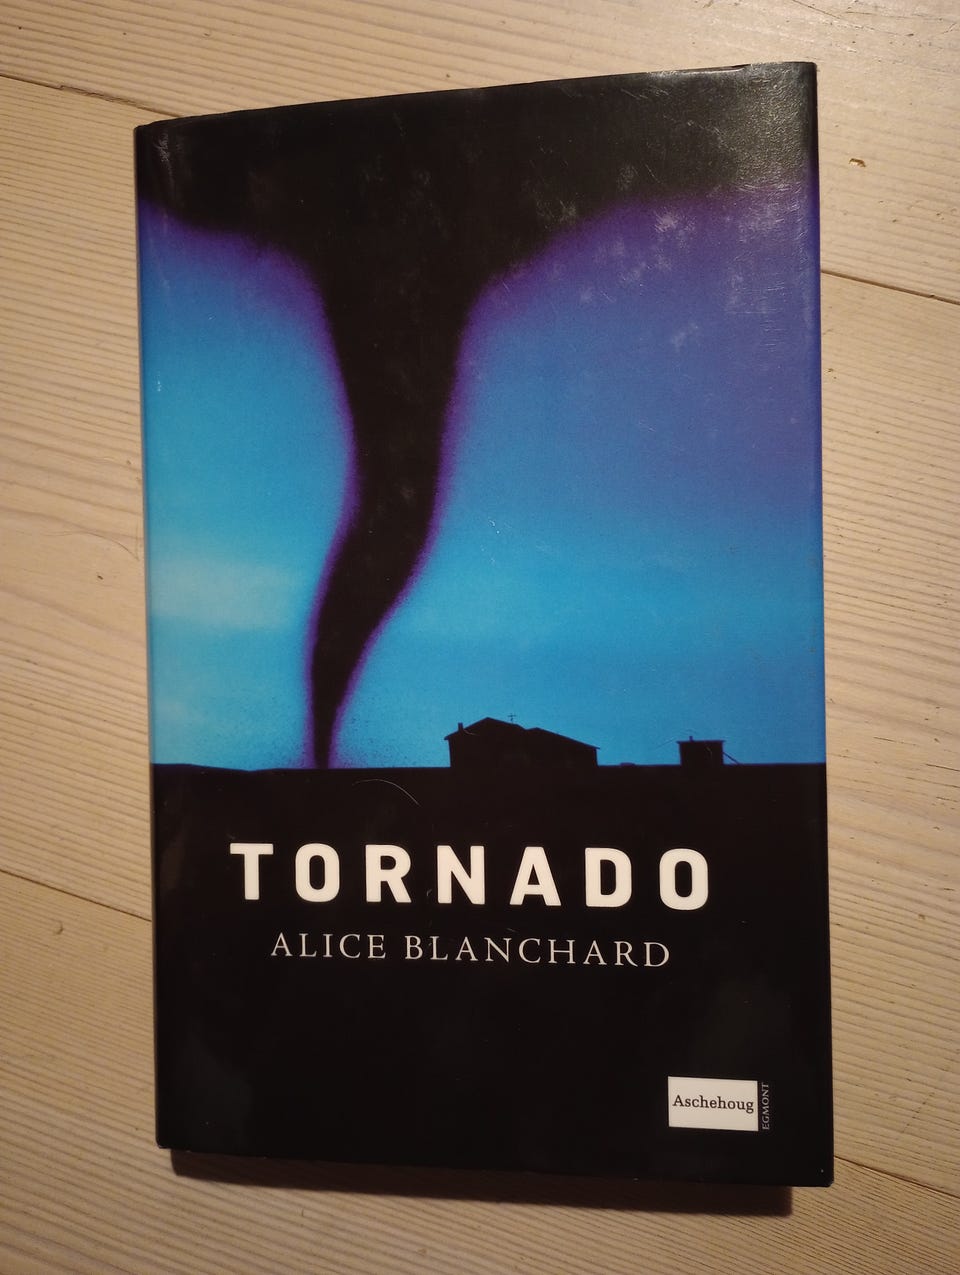 TORNADO
ALICE BLANCHARD
Aschehoug
EGMONT